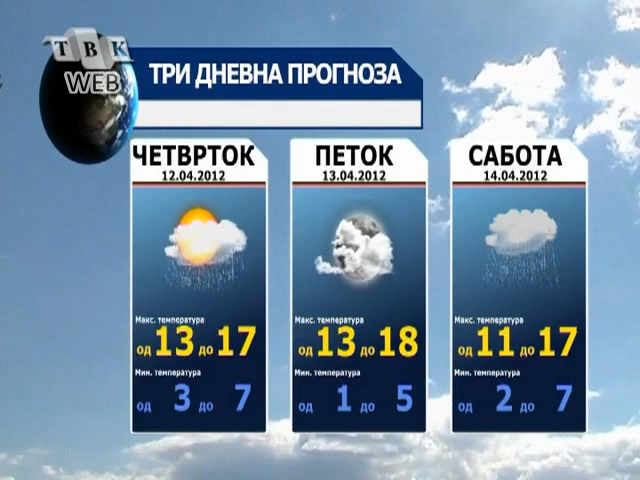 ТВК
WEB
ТРИ ДНЕВНА ПРОГНОЗА
ЧЕТВРТОК
12.04.2012
Макс. температура
од 13 до 17
Мин. температура
од 3 до 7
ПЕТОК
13.04.2012
Макс. температура
од 13 до 18
Мин. температура
од 1 до 5
САБОТА
14.04.2012
Макс. температура
од 11 до 17
Мин. температура
од 2 до 7